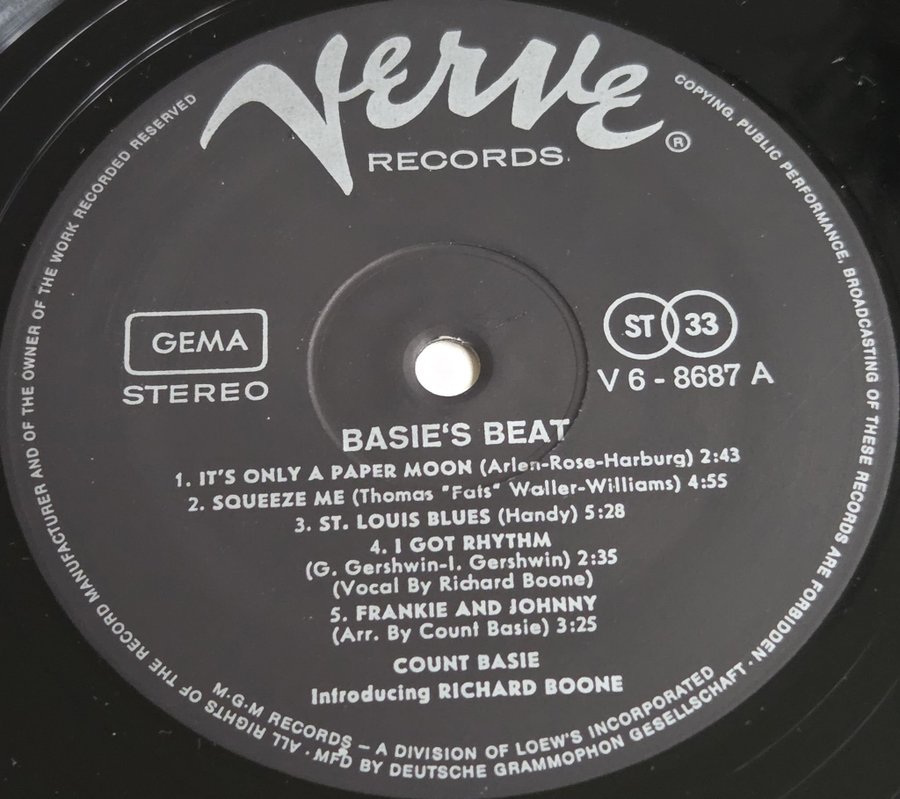 Verve
RECORDS
®
GEMA
STEREO
ST 33
V 6 - 8687 A
BASIE'S BEAT
1. IT'S ONLY A PAPER MOON (Arlen-Rose-Harburg) 2:43
2. SQUEEZE ME (Thomas "Fats" Waller-Williams) 4:55
3. ST. LOUIS BLUES (Handy) 5:28
4. I GOT RHYTHM
(G. Gershwin-I. Gershwin) 2:35
(Vocal By Richard Boone)
5. FRANKIE AND JOHNNY
(Arr. By Count Basie) 3:25
COUNT BASIE
Introducing RICHARD BOONE
M·G·M RECORDS – A DIVISION OF LOEW'S INCORPORATED
MFD BY DEUTSCHE GRAMMOPHON GESELLSCHAFT ·
ALL RIGHTS OF THE RECORD MANUFACTURER AND OF THE OWNER OF THE WORK RECORDED RESERVED
COPYING, PUBLIC PERFORMANCE, BROADCASTING OF THESE RECORDS ARE FORBIDDEN